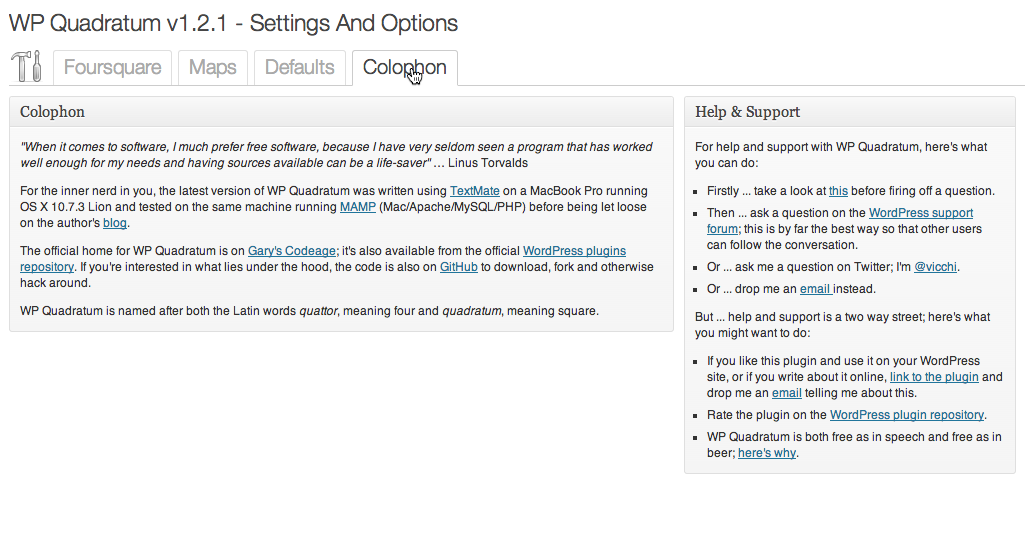 WP Quadratum v1.2.1 - Settings And Options
Foursquare
Maps
Defaults
Colophon
Colophon
"When it comes to software, I much prefer free software, because I have very seldom seen a program that has worked
well enough for my needs and having sources available can be a life-saver" … Linus Torvalds
For the inner nerd in you, the latest version of WP Quadratum was written using TextMate on a MacBook Pro running
OS X 10.7.3 Lion and tested on the same machine running MAMP (Mac/Apache/MySQL/PHP) before being let loose
on the author's blog.
The official home for WP Quadratum is on Gary's Codeage; it's also available from the official WordPress plugins
repository. If you're interested in what lies under the hood, the code is also on GitHub to download, fork and otherwise
hack around.
WP Quadratum is named after both the Latin words quattor, meaning four and quadratum, meaning square.
Help & Support
For help and support with WP Quadratum, here's what
you can do:
Firstly ... take a look at this before firing off a question.
Then ... ask a question on the WordPress support
forum; this is by far the best way so that other users
can follow the conversation.
Or ... ask me a question on Twitter; I'm @vicchi.
Or ... drop me an email instead.
But ... help and support is a two way street; here's what
you might want to do:
If you like this plugin and use it on your WordPress
site, or if you write about it online, link to the plugin and
drop me an email telling me about this.
Rate the plugin on the WordPress plugin repository.
WP Quadratum is both free as in speech and free as in
beer; here's why.